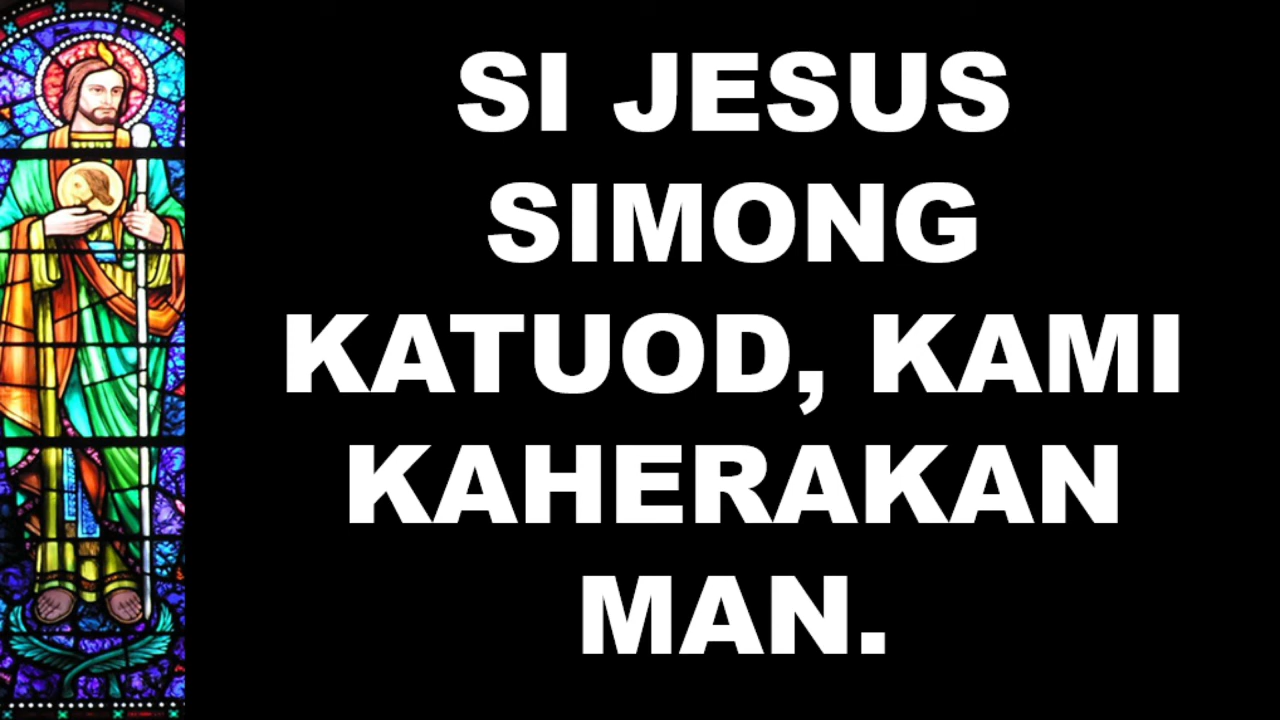 SI JESUS
SIMONG
KATUOD, KAMI
KAHERAKAN
MAN.